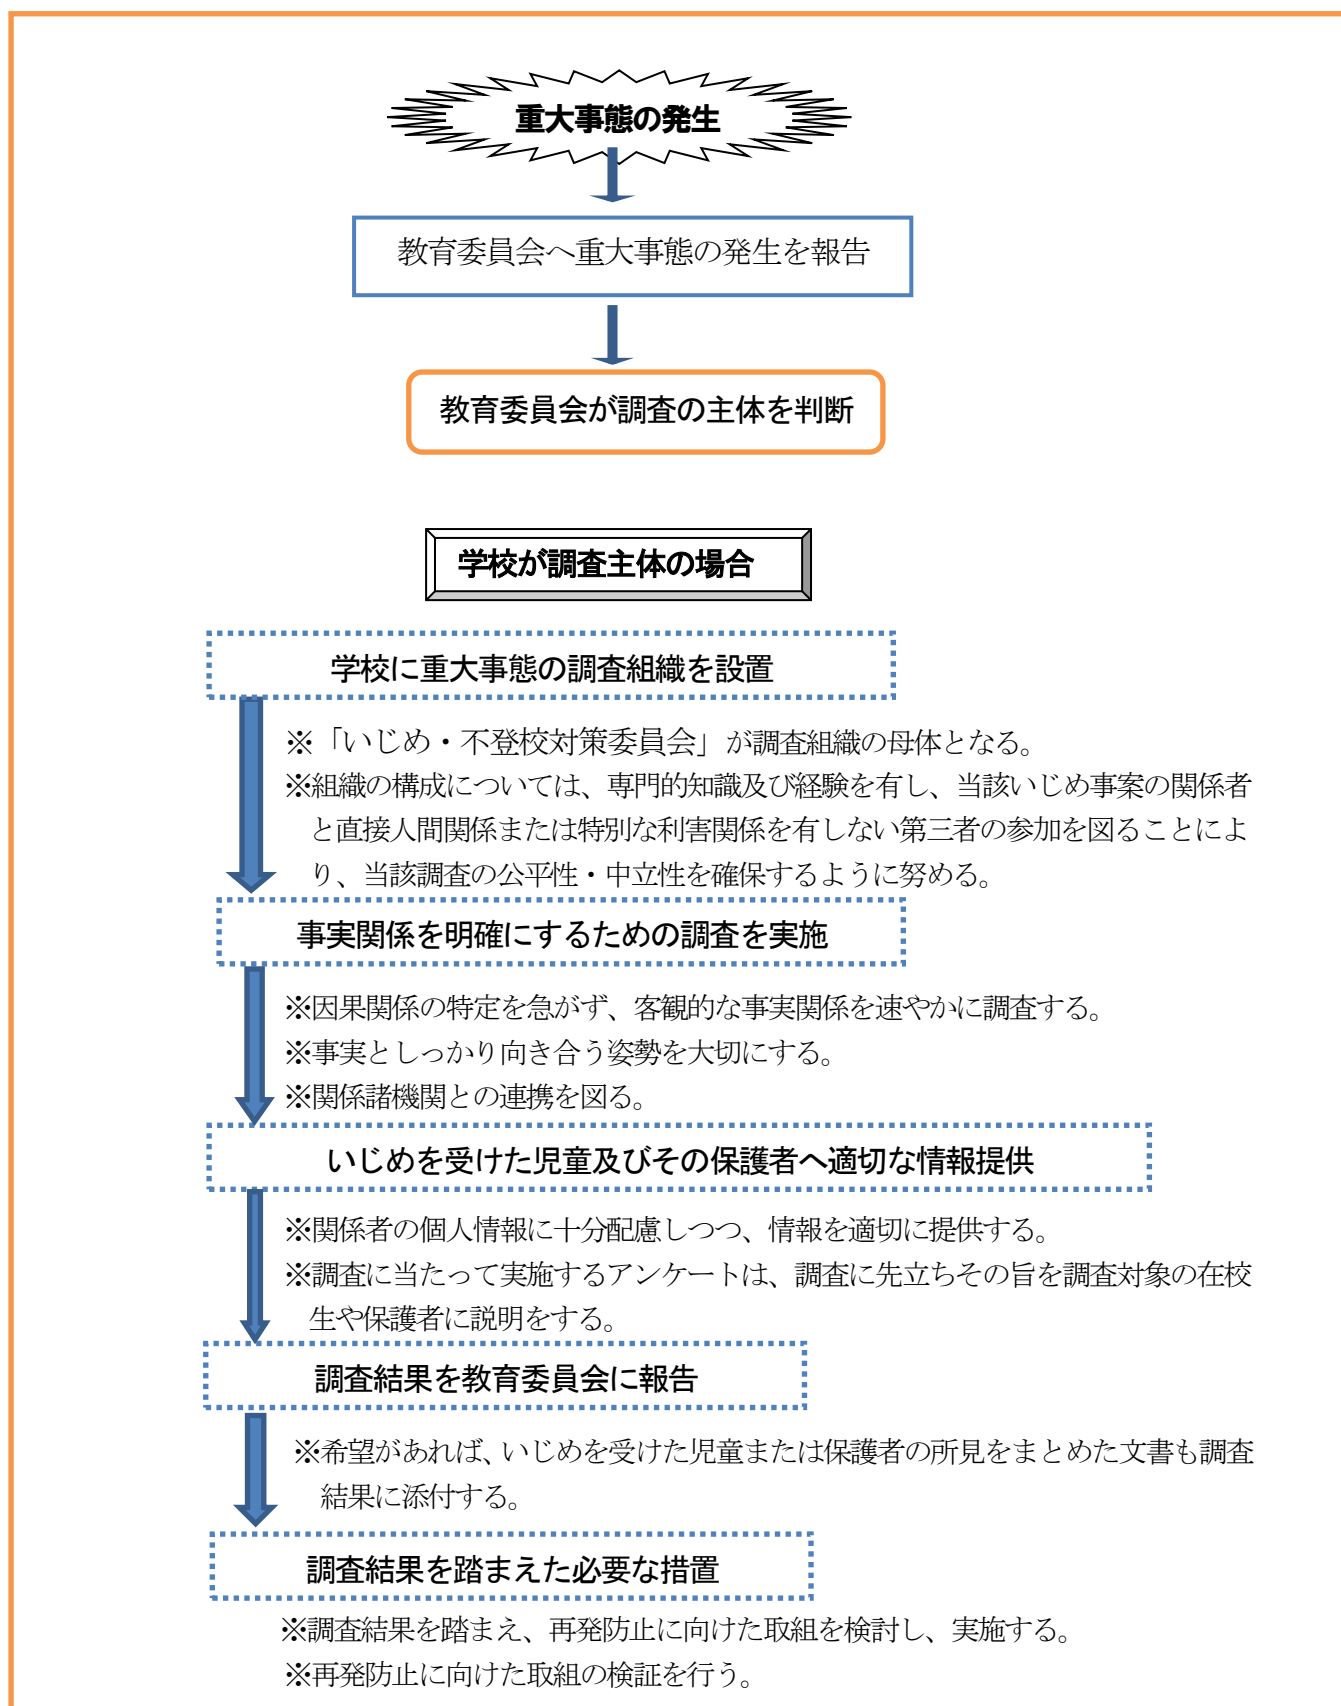 重大事態の発生
教育委員会へ重大事態の発生を報告
教育委員会が調査の主体を判断
学校が調査主体の場合
学校に重大事態の調査組織を設置
※「いじめ・不登校対策委員会」が調査組織の母体となる。
※組織の構成については、専門的知識及び経験を有し、当該いじめ事案の関係者
と直接人間関係または特別な利害関係を有しない第三者の参加を図ることによ
り、当該調査の公平性・中立性を確保するように努める。
事実関係を明確にするための調査を実施
※因果関係の特定を急がず、客観的な事実関係を速やかに調査する。
※事実としっかり向き合う姿勢を大切にする。
※関係諸機関との連携を図る。
いじめを受けた児童及びその保護者へ適切な情報提供
※関係者の個人情報に十分配慮しつつ、情報を適切に提供する。
※調査に当たって実施するアンケートは、調査に先立ちその旨を調査対象の在校
生や保護者に説明をする。
調査結果を教育委員会に報告
※希望があれば、いじめを受けた児童または保護者の所見をまとめた文書も調査
結果に添付する。
調査結果を踏まえた必要な措置
※調査結果を踏まえ、再発防止に向けた取組を検討し、実施する。
※再発防止に向けた取組の検証を行う。